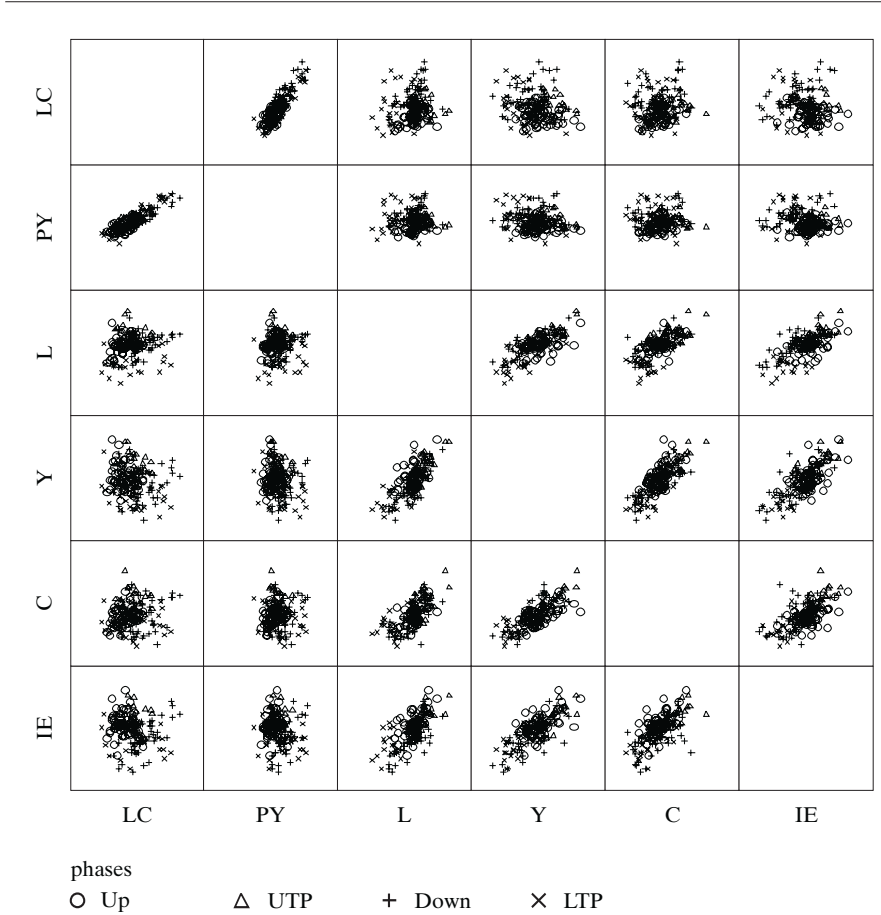 LC
PY
L
Y
C
IE
LC PY L Y C IE
phases
Up UTP Down LTP